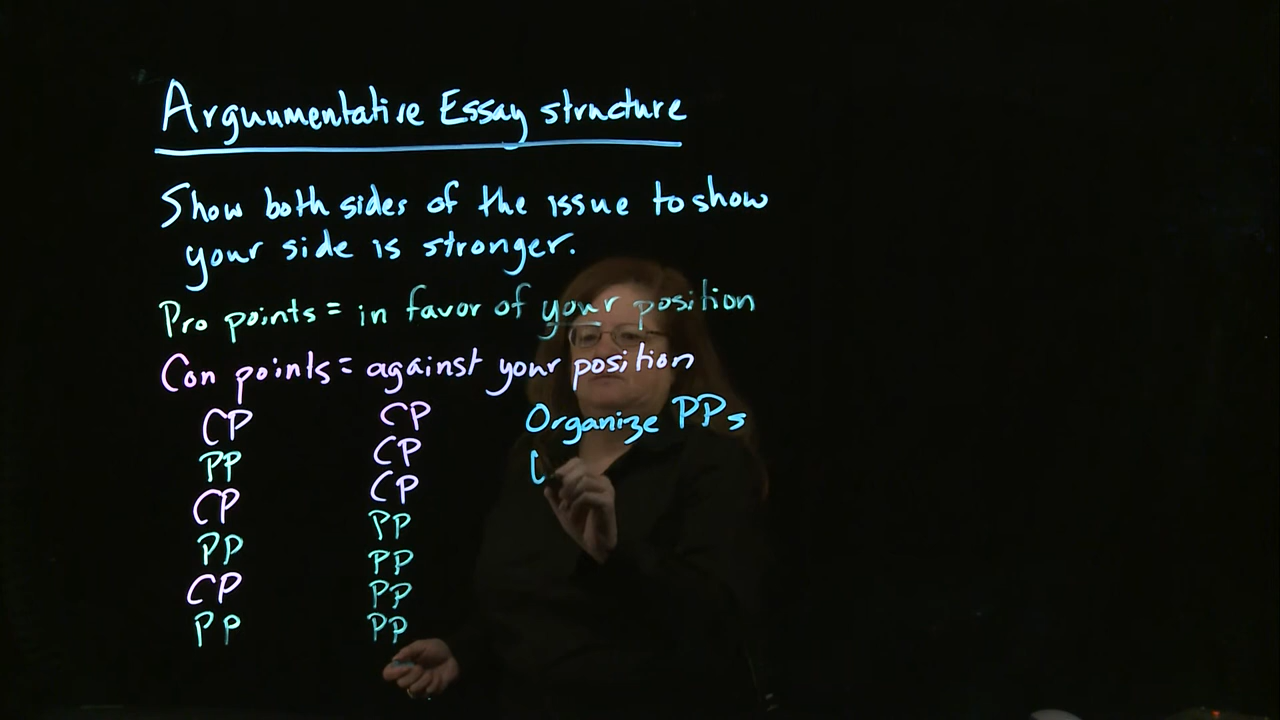 Arguumentative Essay structure
Show both sides of the issue to show
your side is stronger.
Pro points = in favor of your position
Con points = against your position
CP
PP
CP
PP
CP
PP
CP
CP
CP
PP
PP
PP
PP
Organize PPs